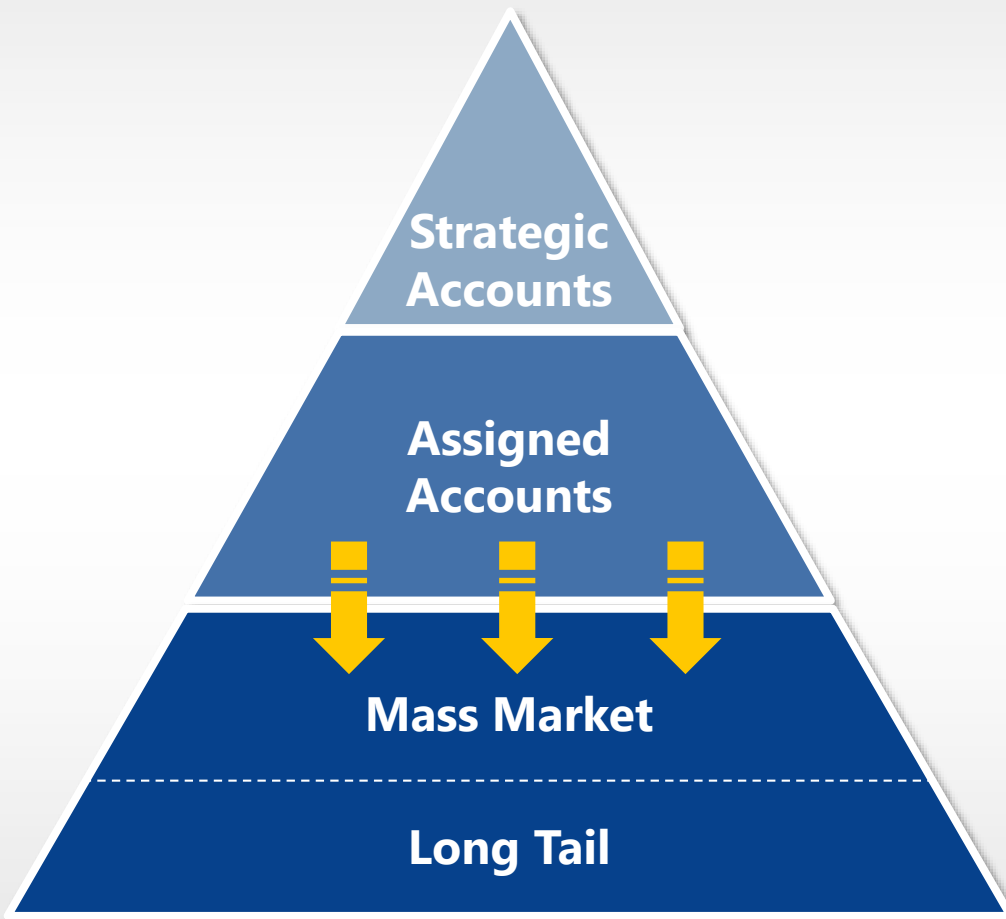 Strategic
Accounts
Assigned
Accounts
Mass Market
Long Tail